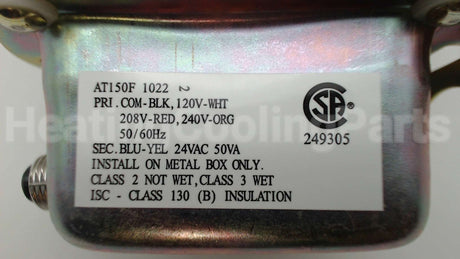 AT150F 1022 2
PRI. COM-BLK, 120V-WHT
208V-RED, 240V-ORG
50/60Hz
SEC. BLU-YEL 24VAC 50VA
INSTALL ON METAL BOX ONLY.
CLASS 2 NOT WET, CLASS 3 WET
ISC - CLASS 130 (B) INSULATION
CSA
249305
HeatingCoolingParts